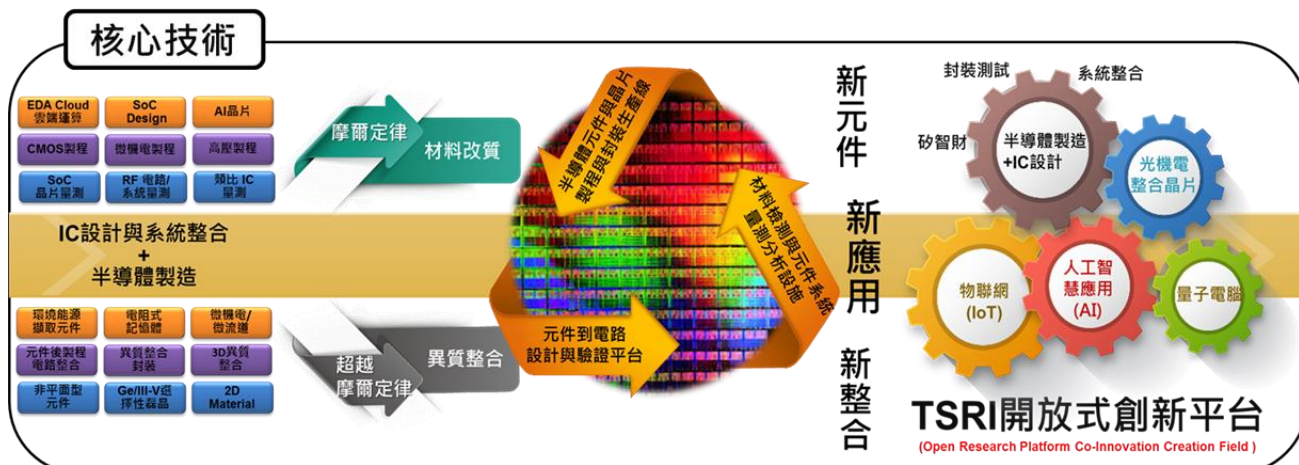 核心技術
EDA Cloud
雲端運算
SoC
Design
AI晶片
CMOS製程
微機電製程
高壓製程
SoC
晶片量測
RF 電路/
系統量測
類比 IC
量測
IC設計與系統整合
+
半導體製造
環境能源
擷取元件
電阻式
記憶體
微機電/
微流道
元件後製程
電路整合
異質整合
封裝
3D異質
整合
非平面型
元件
Ge/III-V選
擇性磊晶
2D
Material
摩爾定律
材料改質
超越
摩爾定律
異質整合
半導體元件與晶片
製程與封裝生產線
材料檢測與元件系統
量測分析設施
元件到電路
設計與驗證平台
新元件
新應用
新整合
封裝測試
系統整合
矽智財
半導體製造
+IC設計
光機電
整合晶片
物聯網
(IoT)
人工智
慧應用
(AI)
量子電腦
TSRI開放式創新平台
(Open Research Platform Co-Innovation Creation Field )